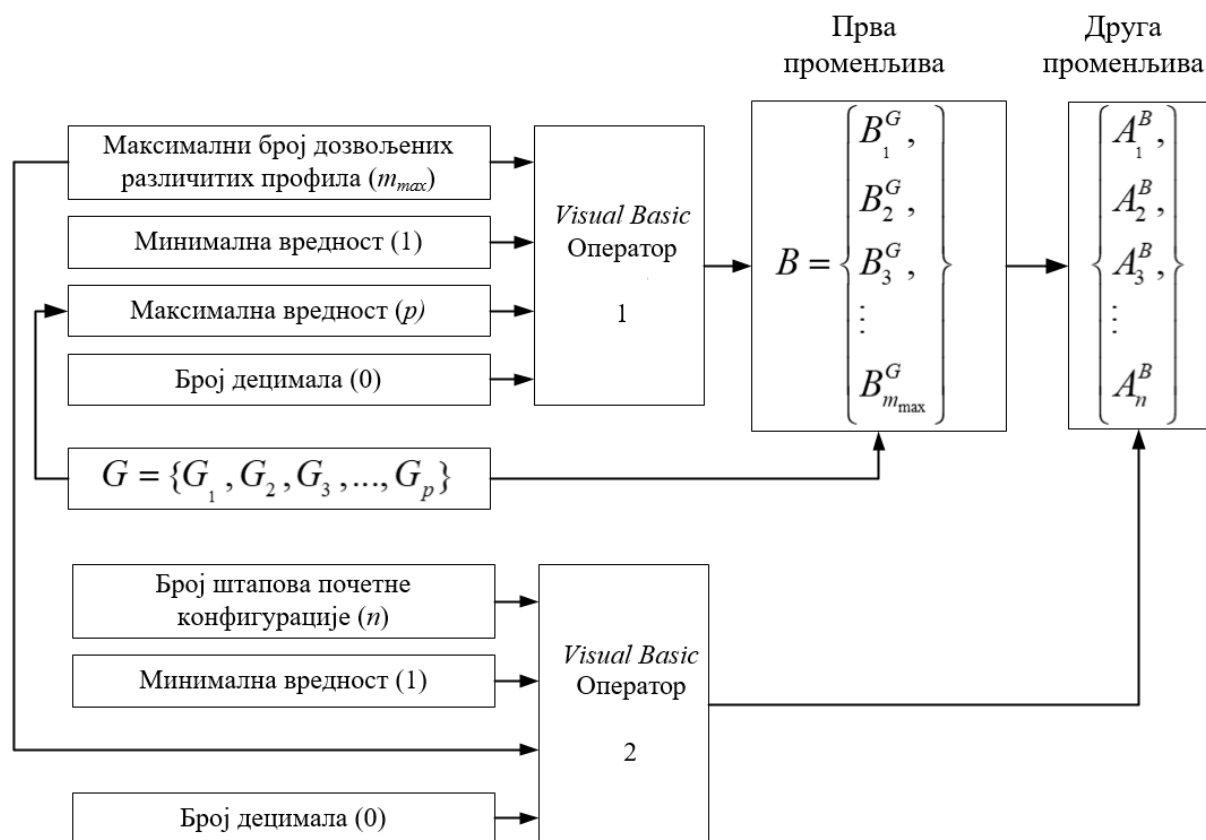 Прва
променљива
Друга
променљива
Максимални број дозвољених
различитих профила (m_max)
Минимална вредност (1)
Максимална вредност (p)
Број децимала (0)
Visual Basic
Оператор
1
B = { B_1^G ,
B_2^G ,
B_3^G ,
⋮
B_{m_max}^G }
{ A_1^B ,
A_2^B ,
A_3^B ,
⋮
A_n^B }
G = {G_1 , G_2 , G_3 , ..., G_p}
Број штапова почетне
конфигурације (n)
Минимална вредност (1)
Број децимала (0)
Visual Basic
Оператор
2